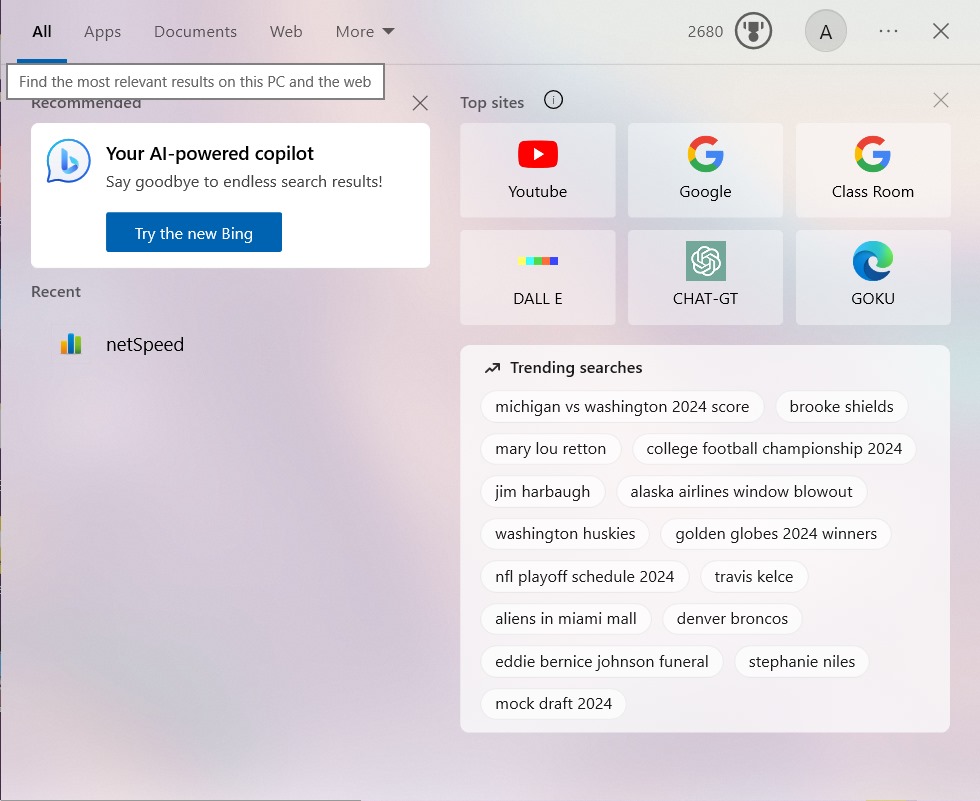 All Apps Documents Web More 2680 A ...
Find the most relevant results on this PC and the web
Recommended
Your AI-powered copilot
Say goodbye to endless search results!
Try the new Bing
Recent
netSpeed
Top sites
Youtube Google Class Room
DALL E CHAT-GT GOKU
Trending searches
michigan vs washington 2024 score brooke shields
mary lou retton college football championship 2024
jim harbaugh alaska airlines window blowout
washington huskies golden globes 2024 winners
nfl playoff schedule 2024 travis kelce
aliens in miami mall denver broncos
eddie bernice johnson funeral stephanie niles
mock draft 2024